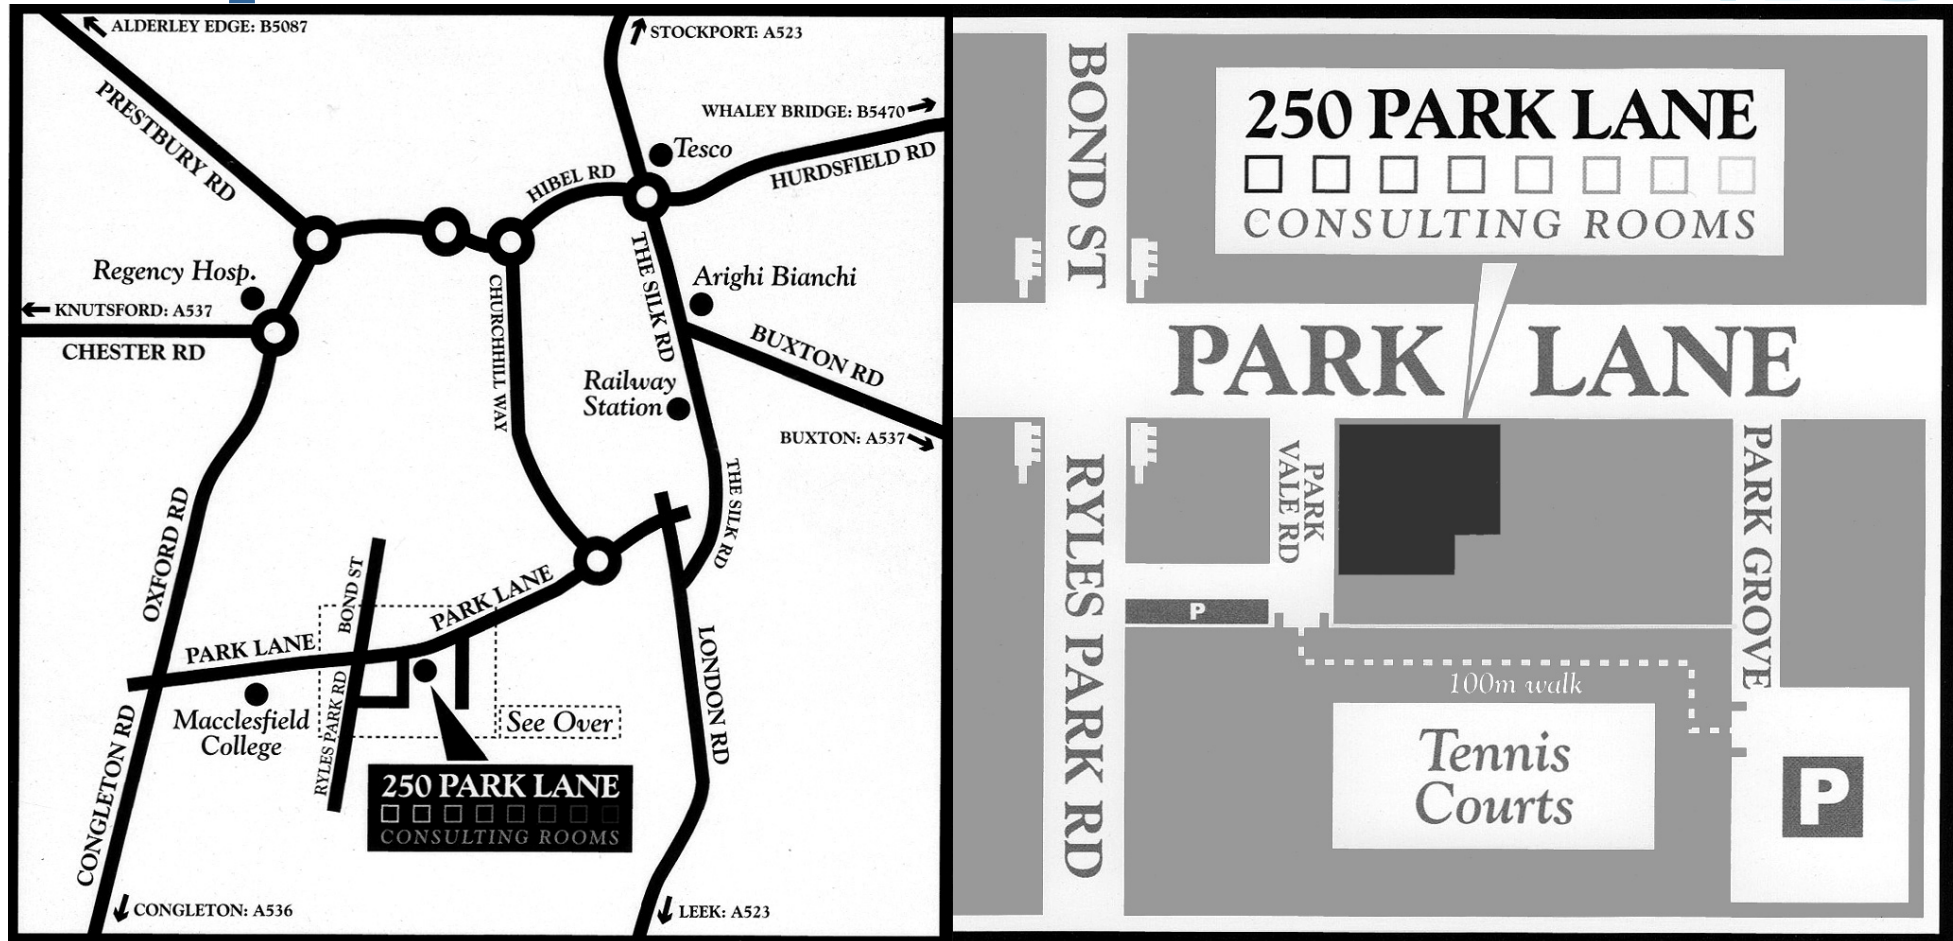 ALDERLEY EDGE: B5087
STOCKPORT: A523
PRESTBURY RD
WHALEY BRIDGE: B5470
Tesco
HURDSFIELD RD
HIBEL RD
THE SILK RD
Regency Hosp.
KNUTSFORD: A537
CHESTER RD
CHURCHHILL WAY
Arighi Bianchi
BUXTON RD
Railway
Station
BUXTON: A537
THE SILK RD
OXFORD RD
BOND ST
PARK LANE
PARK LANE
RYLES PARK RD
Macclesfield
College
See Over
LONDON RD
CONGLETON RD
250 PARK LANE
CONSULTING ROOMS
CONGLETON: A536
LEEK: A523
BOND ST
250 PARK LANE
CONSULTING ROOMS
PARK LANE
RYLES PARK RD
PARK
VALE RD
PARK GROVE
P
100m walk
Tennis
Courts
P